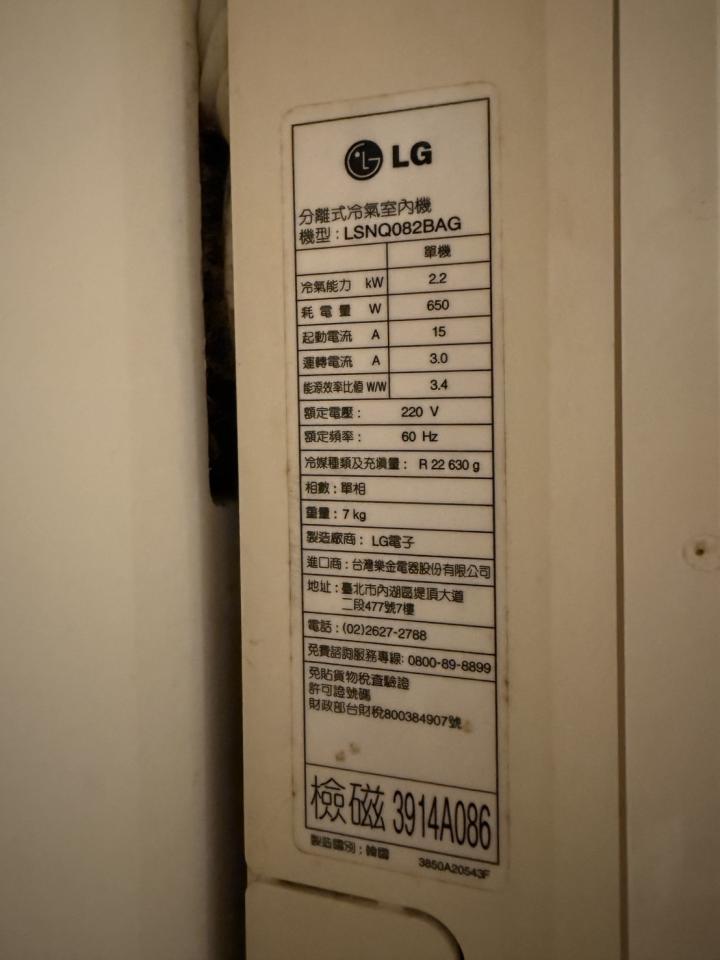 LG
分離式冷氣室內機
機型：LSNQ082BAG
單機
冷氣能力 kW 2.2
耗電量 W 650
起動電流 A 15
運轉電流 A 3.0
能源效率比值 W/W 3.4
額定電壓： 220 V
額定頻率： 60 Hz
冷媒種類及充填量： R 22 630 g
相數：單相
重量：7 kg
製造廠商： LG電子
進口商：台灣樂金電器股份有限公司
地址：臺北市內湖區堤頂大道
二段477號7樓
電話：(02)2627-2788
免費諮詢服務專線: 0800-89-8899
免貼貨物稅查驗證
許可證號碼
財政部台財稅800384907號
檢磁 3914A086
製造國別：韓國
3850A20543F